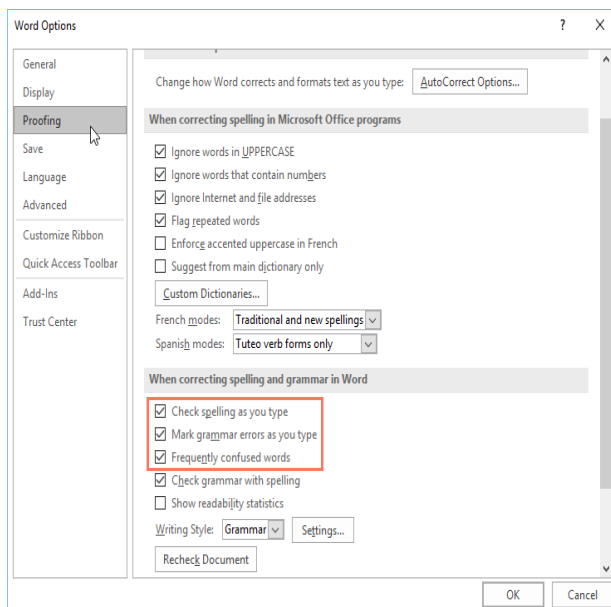 Word Options
General
Display
Proofing
Save
Language
Advanced
Customize Ribbon
Quick Access Toolbar
Add-Ins
Trust Center
Change how Word corrects and formats text as you type: AutoCorrect Options...
When correcting spelling in Microsoft Office programs
Ignore words in UPPERCASE
Ignore words that contain numbers
Ignore Internet and file addresses
Flag repeated words
Enforce accented uppercase in French
Suggest from main dictionary only
Custom Dictionaries...
French modes: Traditional and new spellings
Spanish modes: Tuteo verb forms only
When correcting spelling and grammar in Word
Check spelling as you type
Mark grammar errors as you type
Frequently confused words
Check grammar with spelling
Show readability statistics
Writing Style: Grammar Settings...
Recheck Document
OK Cancel